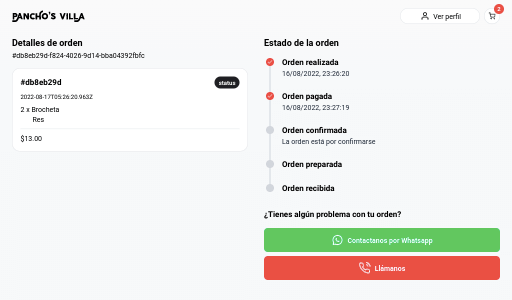 PANCHO'S VILLA
Ver perfil
2
Detalles de orden
#db8eb29d-f824-4026-9d14-bba04392fbfc
#db8eb29d
status
2022-08-17T05:26:20.963Z
2 x Brocheta
Res
$13.00
Estado de la orden
Orden realizada
16/08/2022, 23:26:20
Orden pagada
16/08/2022, 23:27:19
Orden confirmada
La orden está por confirmarse
Orden preparada
Orden recibida
¿Tienes algún problema con tu orden?
Contactanos por Whatsapp
Llámanos